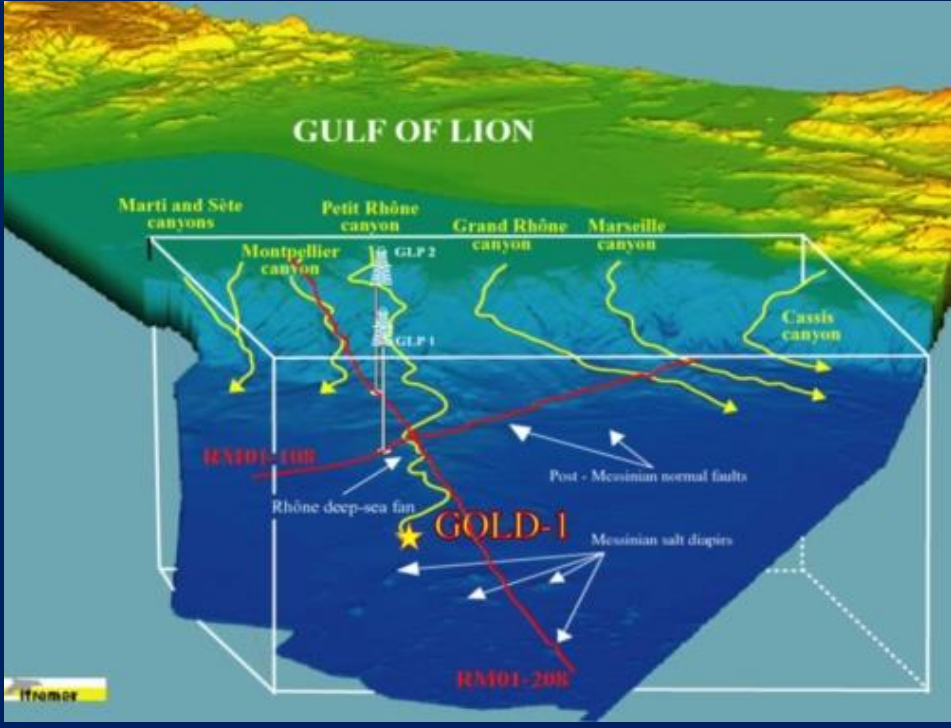 GULF OF LION
Marti and Sète
canyons
Petit Rhône
canyon
Grand Rhône
canyon
Marseille
canyon
Montpellier
canyon
GLP 2
Cassis
canyon
GLP 1
RM01-108
Post - Messinian normal faults
Rhône deep-sea fan
GOLD-1
Messinian salt diapirs
RM01-208
Ifremer